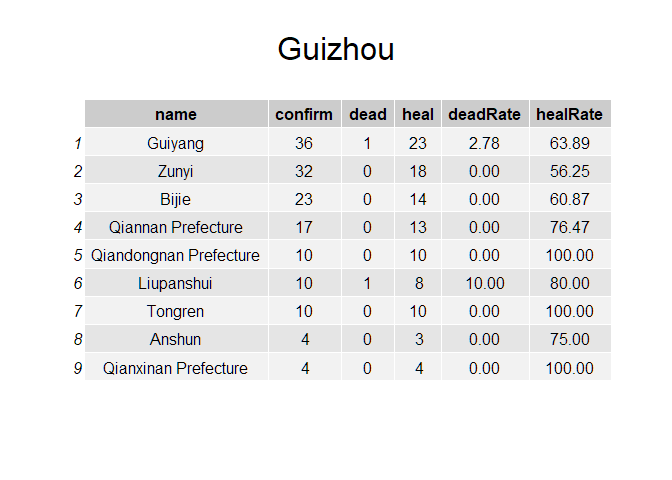 Guizhou
name confirm dead heal deadRate healRate
1 Guiyang 36 1 23 2.78 63.89
2 Zunyi 32 0 18 0.00 56.25
3 Bijie 23 0 14 0.00 60.87
4 Qiannan Prefecture 17 0 13 0.00 76.47
5 Qiandongnan Prefecture 10 0 10 0.00 100.00
6 Liupanshui 10 1 8 10.00 80.00
7 Tongren 10 0 10 0.00 100.00
8 Anshun 4 0 3 0.00 75.00
9 Qianxinan Prefecture 4 0 4 0.00 100.00